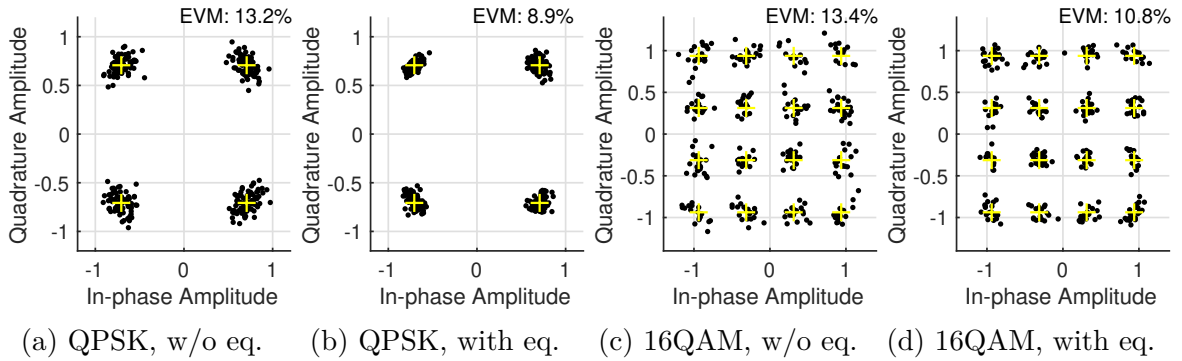 EVM: 13.2%
1
0.5
0
-0.5
-1
Quadrature Amplitude
-1 0 1
In-phase Amplitude
(a) QPSK, w/o eq.
EVM: 8.9%
1
0.5
0
-0.5
-1
Quadrature Amplitude
-1 0 1
In-phase Amplitude
(b) QPSK, with eq.
EVM: 13.4%
1
0.5
0
-0.5
-1
Quadrature Amplitude
-1 0 1
In-phase Amplitude
(c) 16QAM, w/o eq.
EVM: 10.8%
1
0.5
0
-0.5
-1
Quadrature Amplitude
-1 0 1
In-phase Amplitude
(d) 16QAM, with eq.